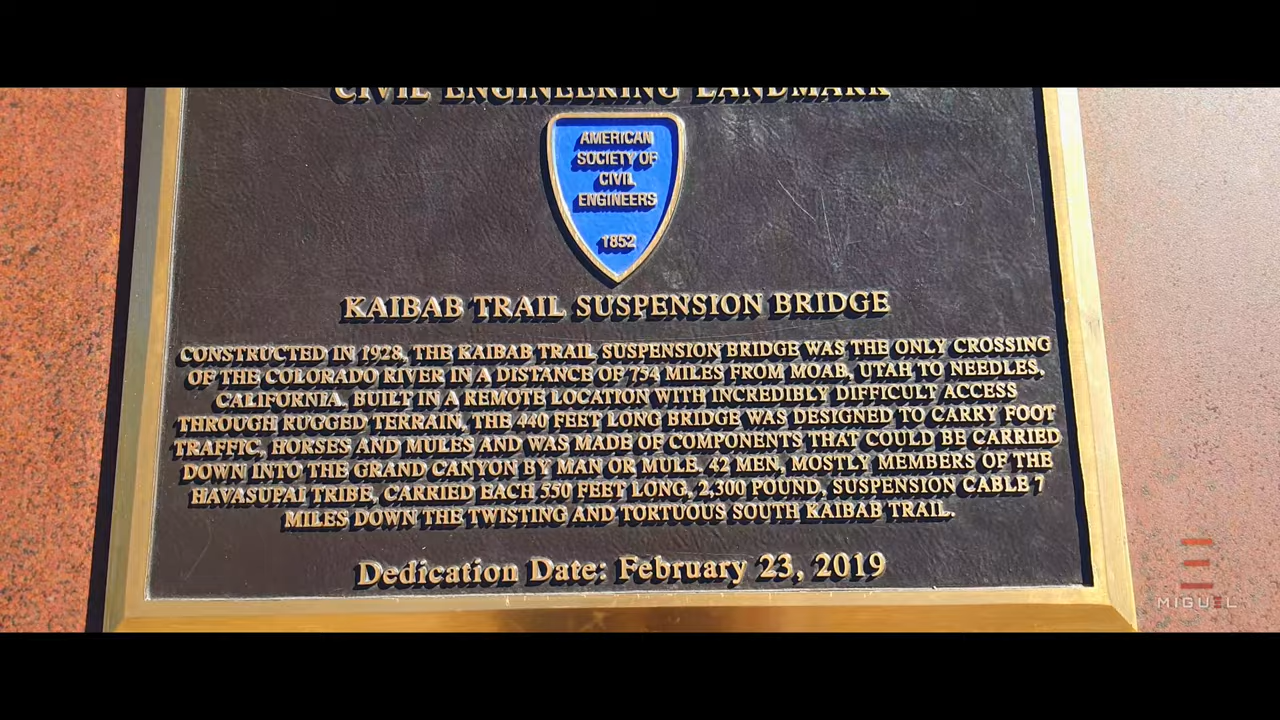 CIVIL ENGINEERING LANDMARK
AMERICAN
SOCIETY OF
CIVIL
ENGINEERS
1852
KAIBAB TRAIL SUSPENSION BRIDGE
CONSTRUCTED IN 1928, THE KAIBAB TRAIL SUSPENSION BRIDGE WAS THE ONLY CROSSING
OF THE COLORADO RIVER IN A DISTANCE OF 754 MILES FROM MOAB, UTAH TO NEEDLES,
CALIFORNIA. BUILT IN A REMOTE LOCATION WITH INCREDIBLY DIFFICULT ACCESS
THROUGH RUGGED TERRAIN, THE 440 FEET LONG BRIDGE WAS DESIGNED TO CARRY FOOT
TRAFFIC, HORSES AND MULES AND WAS MADE OF COMPONENTS THAT COULD BE CARRIED
DOWN INTO THE GRAND CANYON BY MAN OR MULE. 42 MEN, MOSTLY MEMBERS OF THE
HAVASUPAI TRIBE, CARRIED EACH 550 FEET LONG, 2,300 POUND, SUSPENSION CABLE 7
MILES DOWN THE TWISTING AND TORTUOUS SOUTH KAIBAB TRAIL.
Dedication Date: February 23, 2019
MIGUEL